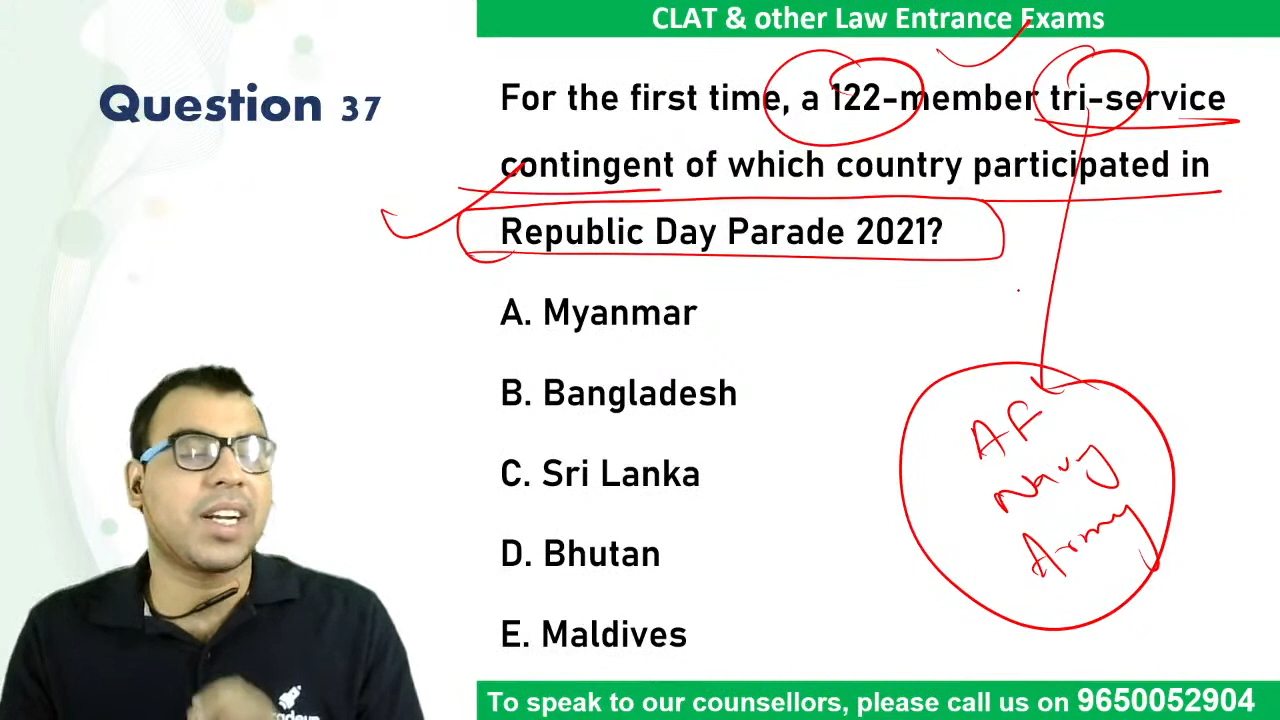 CLAT & other Law Entrance Exams
Question 37
For the first time, a 122-member tri-service
contingent of which country participated in
Republic Day Parade 2021?
A. Myanmar
B. Bangladesh
C. Sri Lanka
D. Bhutan
E. Maldives
AF
Navy
Army
To speak to our counsellors, please call us on 9650052904